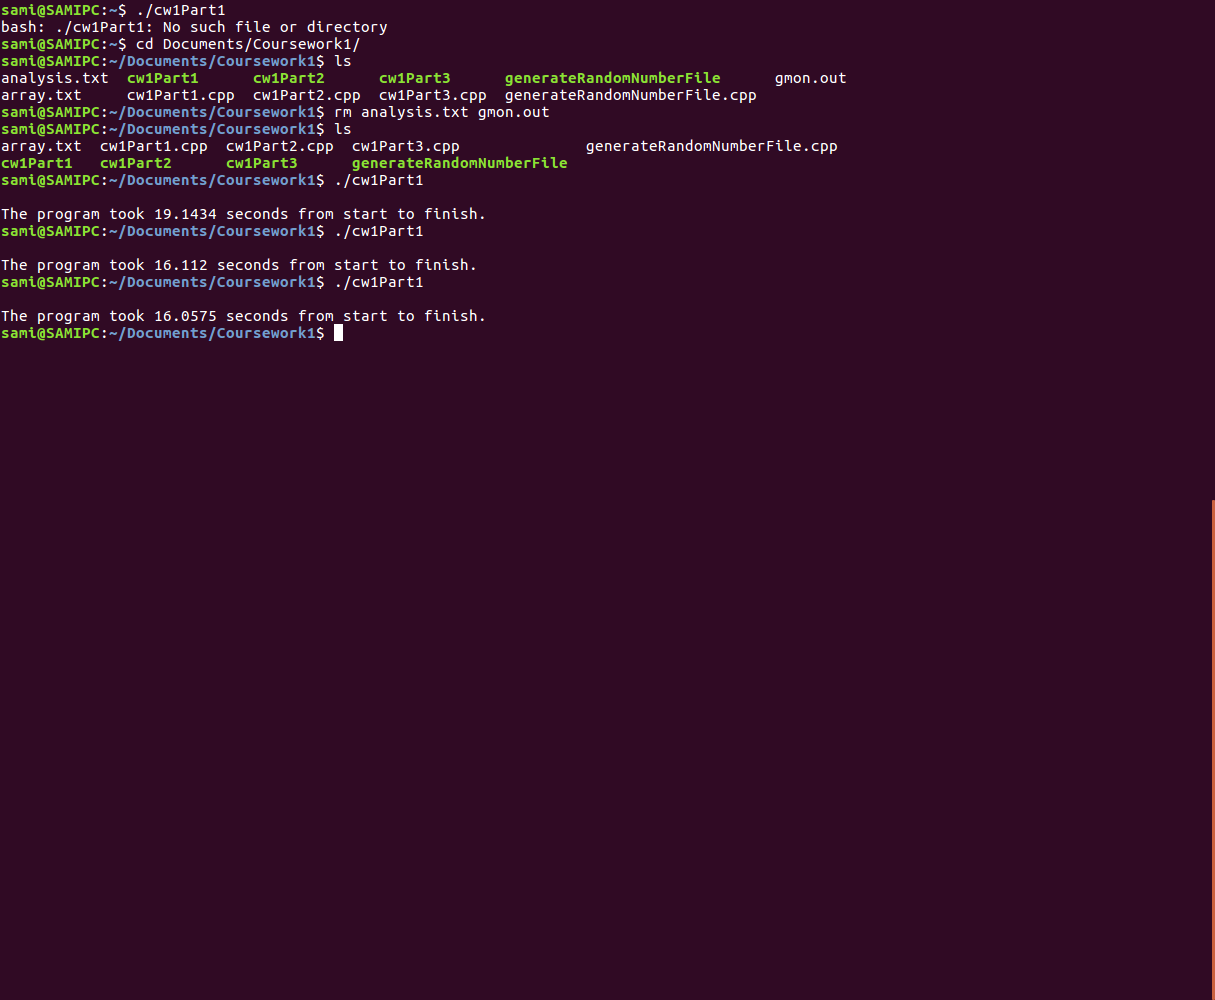 sami@SAMIPC:~$ ./cw1Part1
bash: ./cw1Part1: No such file or directory
sami@SAMIPC:~$ cd Documents/Coursework1/
sami@SAMIPC:~/Documents/Coursework1$ ls
analysis.txt  cw1Part1      cw1Part2      cw1Part3      generateRandomNumberFile      gmon.out
array.txt     cw1Part1.cpp  cw1Part2.cpp  cw1Part3.cpp  generateRandomNumberFile.cpp
sami@SAMIPC:~/Documents/Coursework1$ rm analysis.txt gmon.out
sami@SAMIPC:~/Documents/Coursework1$ ls
array.txt  cw1Part1.cpp  cw1Part2.cpp  cw1Part3.cpp              generateRandomNumberFile.cpp
cw1Part1   cw1Part2      cw1Part3      generateRandomNumberFile
sami@SAMIPC:~/Documents/Coursework1$ ./cw1Part1
The program took 19.1434 seconds from start to finish.
sami@SAMIPC:~/Documents/Coursework1$ ./cw1Part1
The program took 16.112 seconds from start to finish.
sami@SAMIPC:~/Documents/Coursework1$ ./cw1Part1
The program took 16.0575 seconds from start to finish.
sami@SAMIPC:~/Documents/Coursework1$